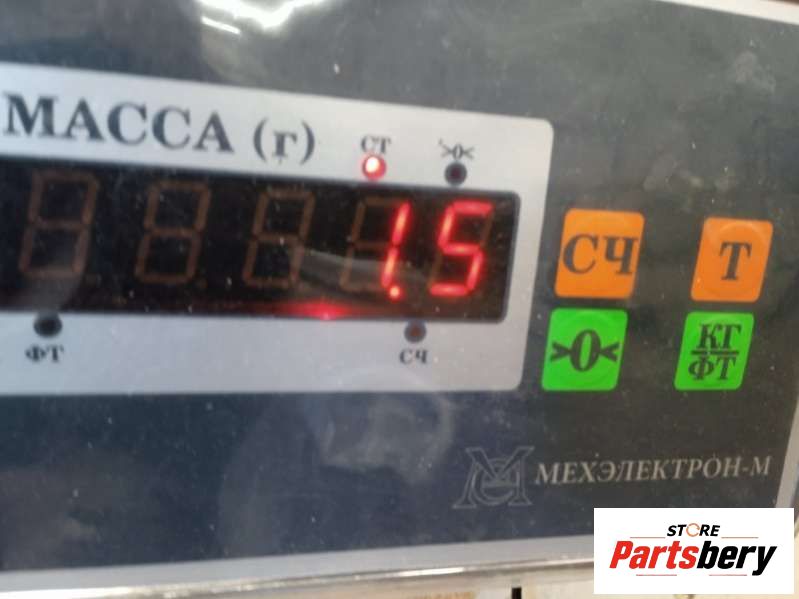 МАССА (г)
СТ
>0<
1.5
ФТ
СЧ
СЧ
Т
>0<
КГ
ФТ
МЕХЭЛЕКТРОН-М
STORE
Partsbery